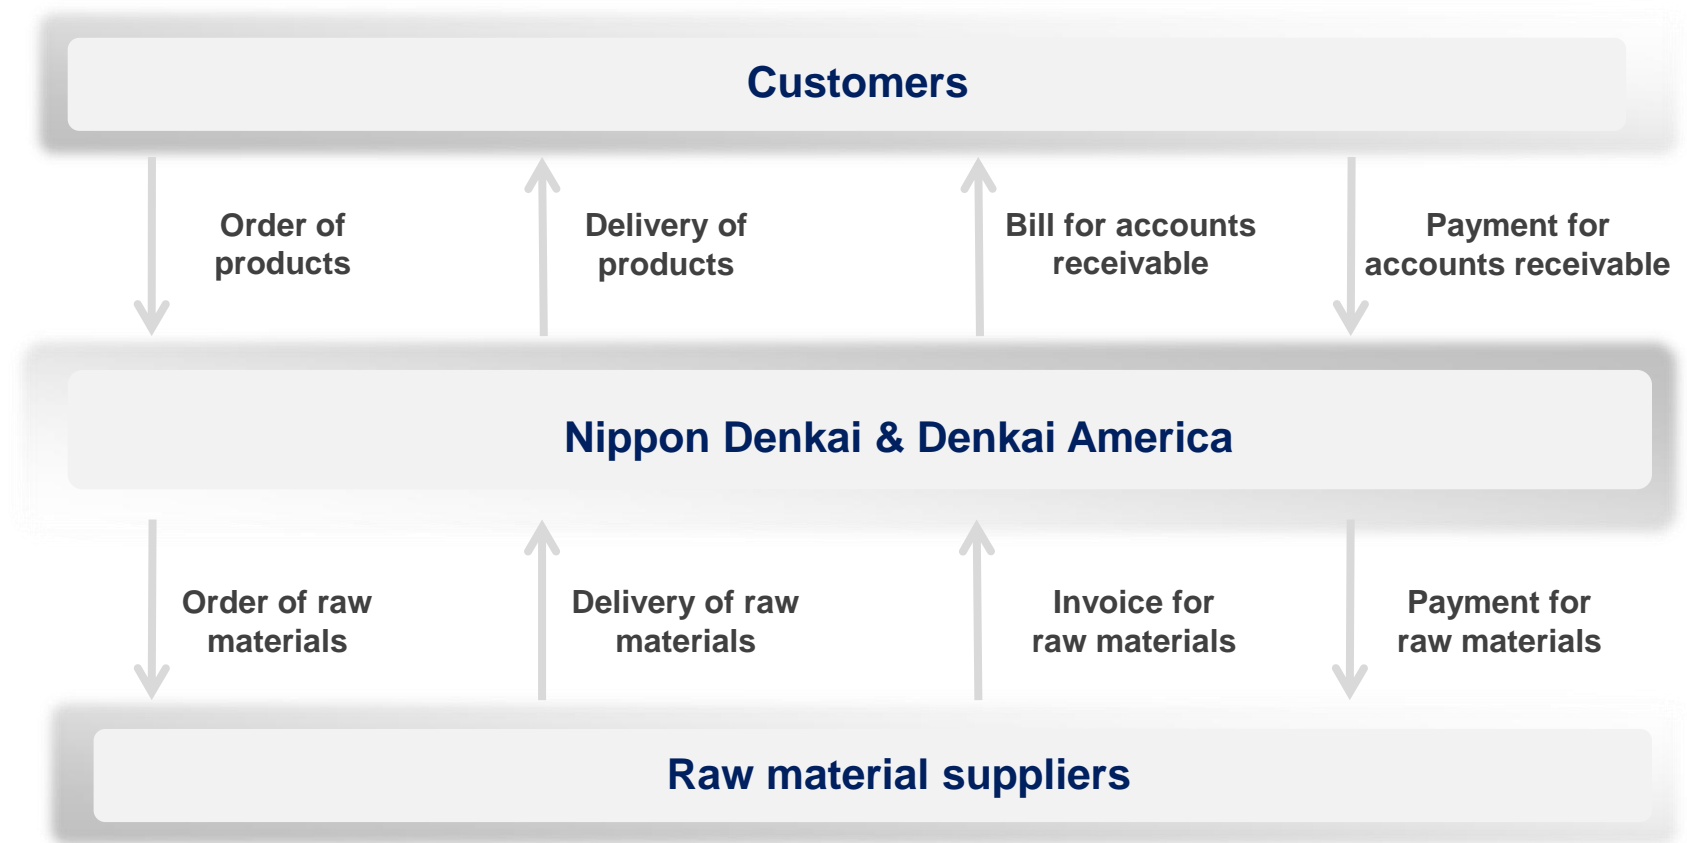 Customers
Order of
products
Delivery of
products
Bill for accounts
receivable
Payment for
accounts receivable
Nippon Denkai & Denkai America
Order of raw
materials
Delivery of raw
materials
Invoice for
raw materials
Payment for
raw materials
Raw material suppliers